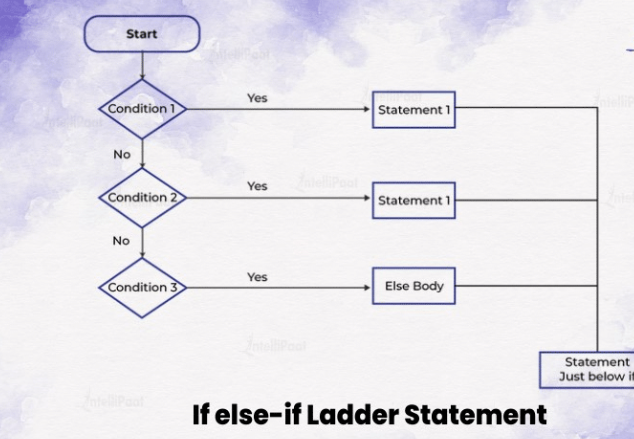 Start
Condition 1
Yes
Statement 1
No
Condition 2
Yes
Statement 1
No
Condition 3
Yes
Else Body
Statement
Just below if
If else-if Ladder Statement
IntelliPaat